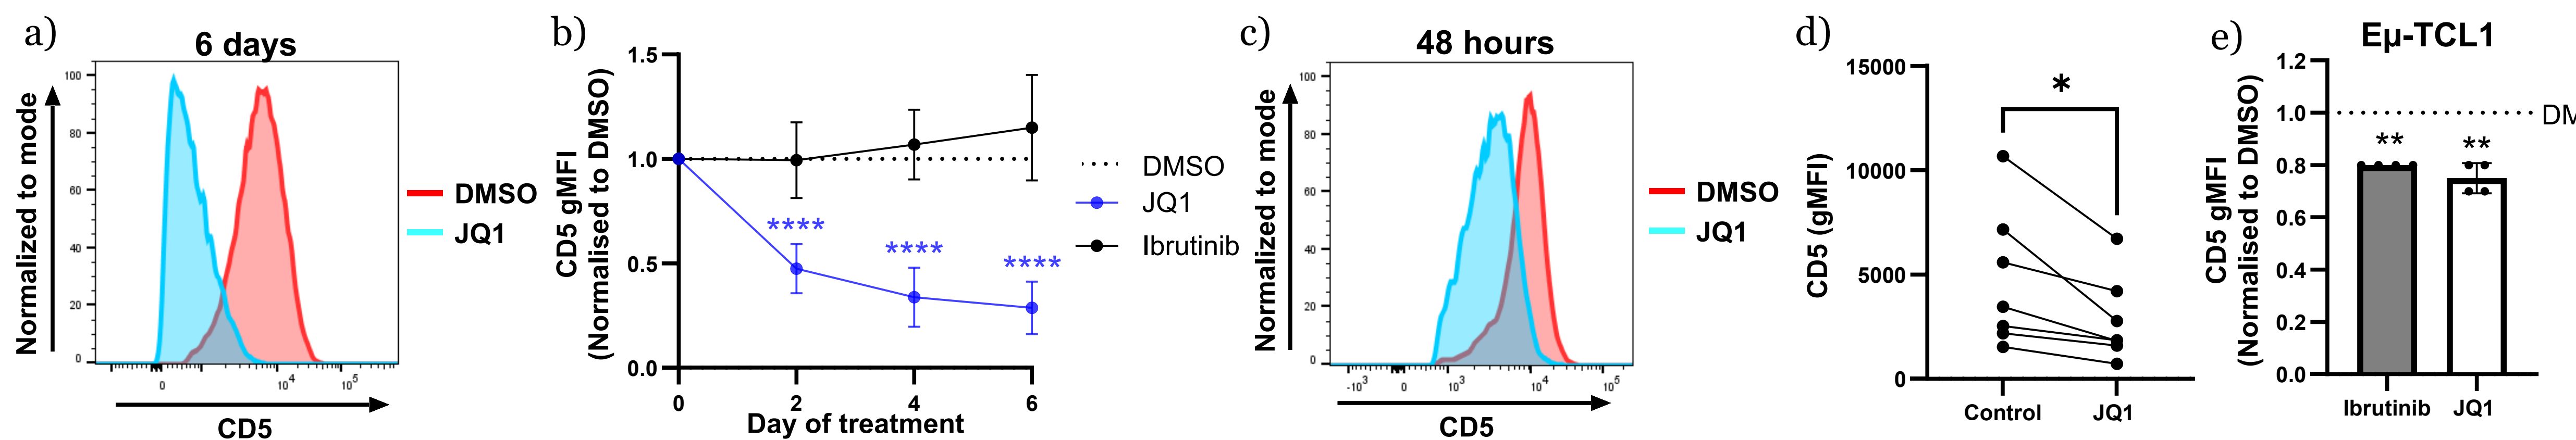 a)
6 days
Normalized to mode
100
80
60
40
20
0
0
10^4
10^5
CD5
DMSO
JQ1
b)
CD5 gMFI
(Normalised to DMSO)
1.5
1.0
0.5
0.0
****
****
****
0
2
4
6
Day of treatment
DMSO
JQ1
Ibrutinib
c)
48 hours
Normalized to mode
100
80
60
40
20
0
-10^3
0
10^3
10^4
10^5
CD5
DMSO
JQ1
d)
CD5 (gMFI)
15000
10000
5000
0
*
Control
JQ1
e)
Eµ-TCL1
CD5 gMFI
(Normalised to DMSO)
1.2
1.0
0.8
0.6
0.4
0.2
0.0
DM
**
**
Ibrutinib
JQ1